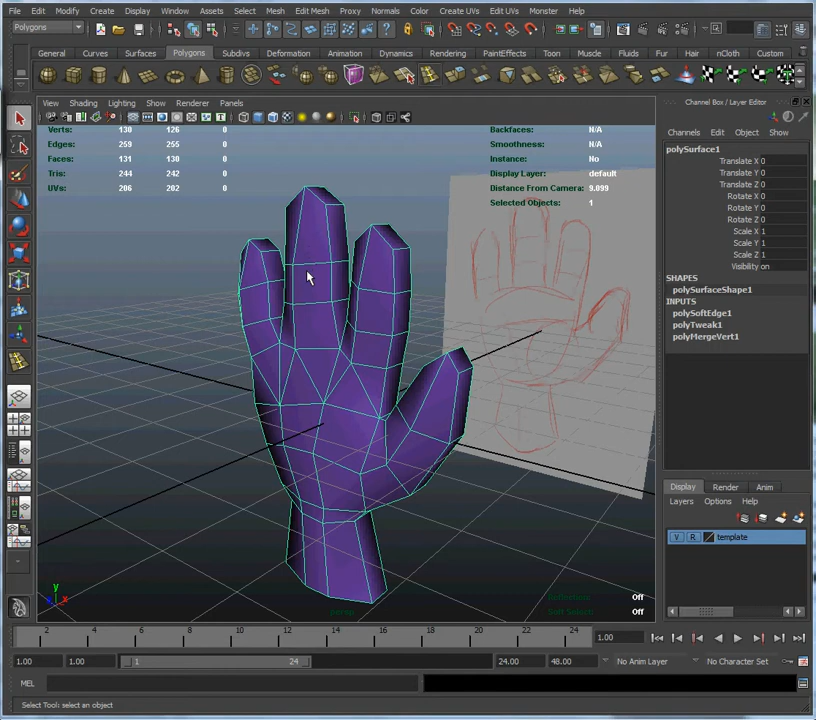 File Edit Modify Create Display Window Assets Select Mesh Edit Mesh Proxy Normals Color Create UVs Edit UVs Monster Help
Polygons
General Curves Surfaces Polygons Subdivs Deformation Animation Dynamics Rendering PaintEffects Toon Muscle Fluids Fur Hair nCloth Custom
View Shading Lighting Show Renderer Panels
Channel Box / Layer Editor
Verts: 130 126 0
Edges: 259 255 0
Faces: 131 130 0
Tris: 244 242 0
UVs: 206 202 0
Backfaces: N/A
Smoothness: N/A
Instance: No
Display Layer: default
Distance From Camera: 9.099
Selected Objects: 1
Channels Edit Object Show
polySurface1
Translate X 0
Translate Y 0
Translate Z 0
Rotate X 0
Rotate Y 0
Rotate Z 0
Scale X 1
Scale Y 1
Scale Z 1
Visibility on
SHAPES
polySurfaceShape1
INPUTS
polySoftEdge1
polyTweak1
polyMergeVert1
Display Render Anim
Layers Options Help
V R template
y
z x
persp
Off
Soft Select: Off
2 4 6 8 10 12 14 16 18 20 22 24 1.00
1.00 1.00 1 24 24.00 48.00 No Anim Layer No Character Set
MEL
Select Tool: select an object